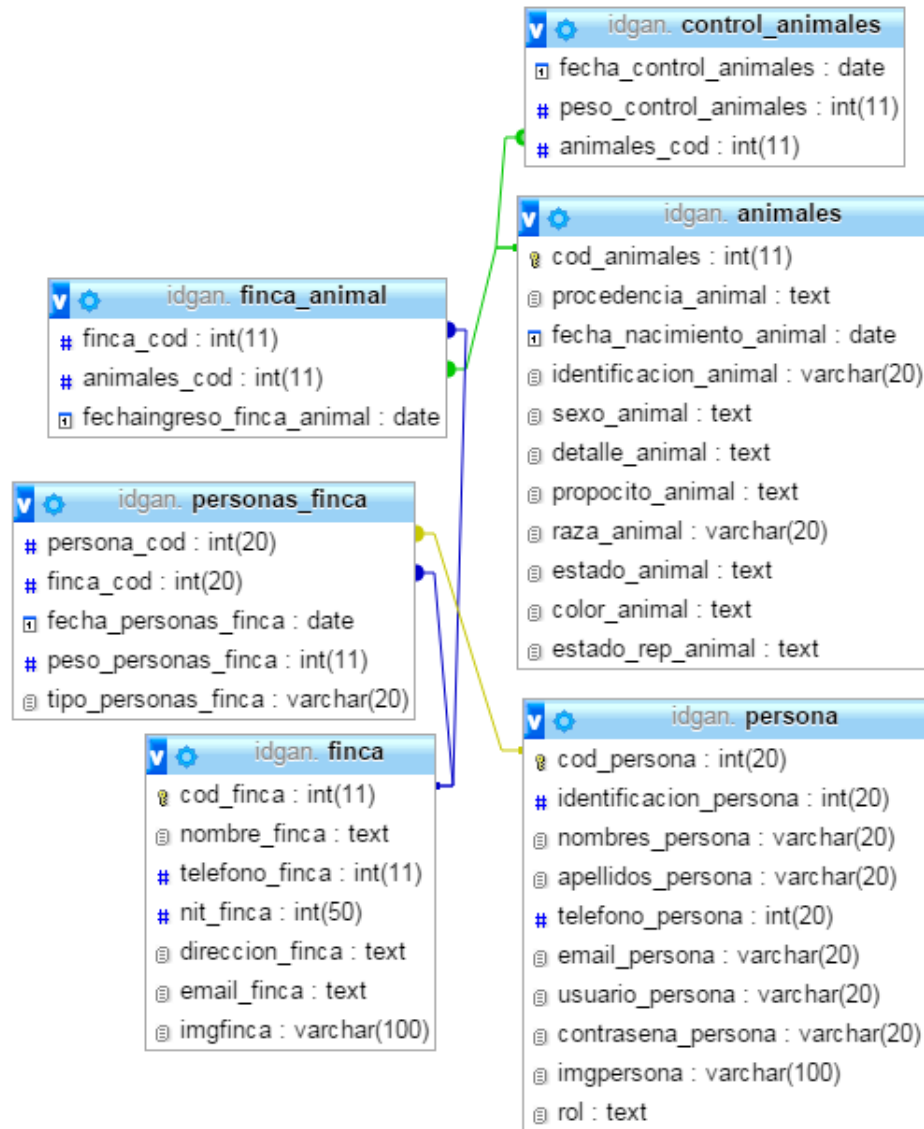 idgan. control_animales
fecha_control_animales : date
peso_control_animales : int(11)
animales_cod : int(11)
idgan. animales
cod_animales : int(11)
procedencia_animal : text
fecha_nacimiento_animal : date
identificacion_animal : varchar(20)
sexo_animal : text
detalle_animal : text
propocito_animal : text
raza_animal : varchar(20)
estado_animal : text
color_animal : text
estado_rep_animal : text
idgan. finca_animal
finca_cod : int(11)
animales_cod : int(11)
fechaingreso_finca_animal : date
idgan. personas_finca
persona_cod : int(20)
finca_cod : int(20)
fecha_personas_finca : date
peso_personas_finca : int(11)
tipo_personas_finca : varchar(20)
idgan. finca
cod_finca : int(11)
nombre_finca : text
telefono_finca : int(11)
nit_finca : int(50)
direccion_finca : text
email_finca : text
imgfinca : varchar(100)
idgan. persona
cod_persona : int(20)
identificacion_persona : int(20)
nombres_persona : varchar(20)
apellidos_persona : varchar(20)
telefono_persona : int(20)
email_persona : varchar(20)
usuario_persona : varchar(20)
contrasena_persona : varchar(20)
imgpersona : varchar(100)
rol : text